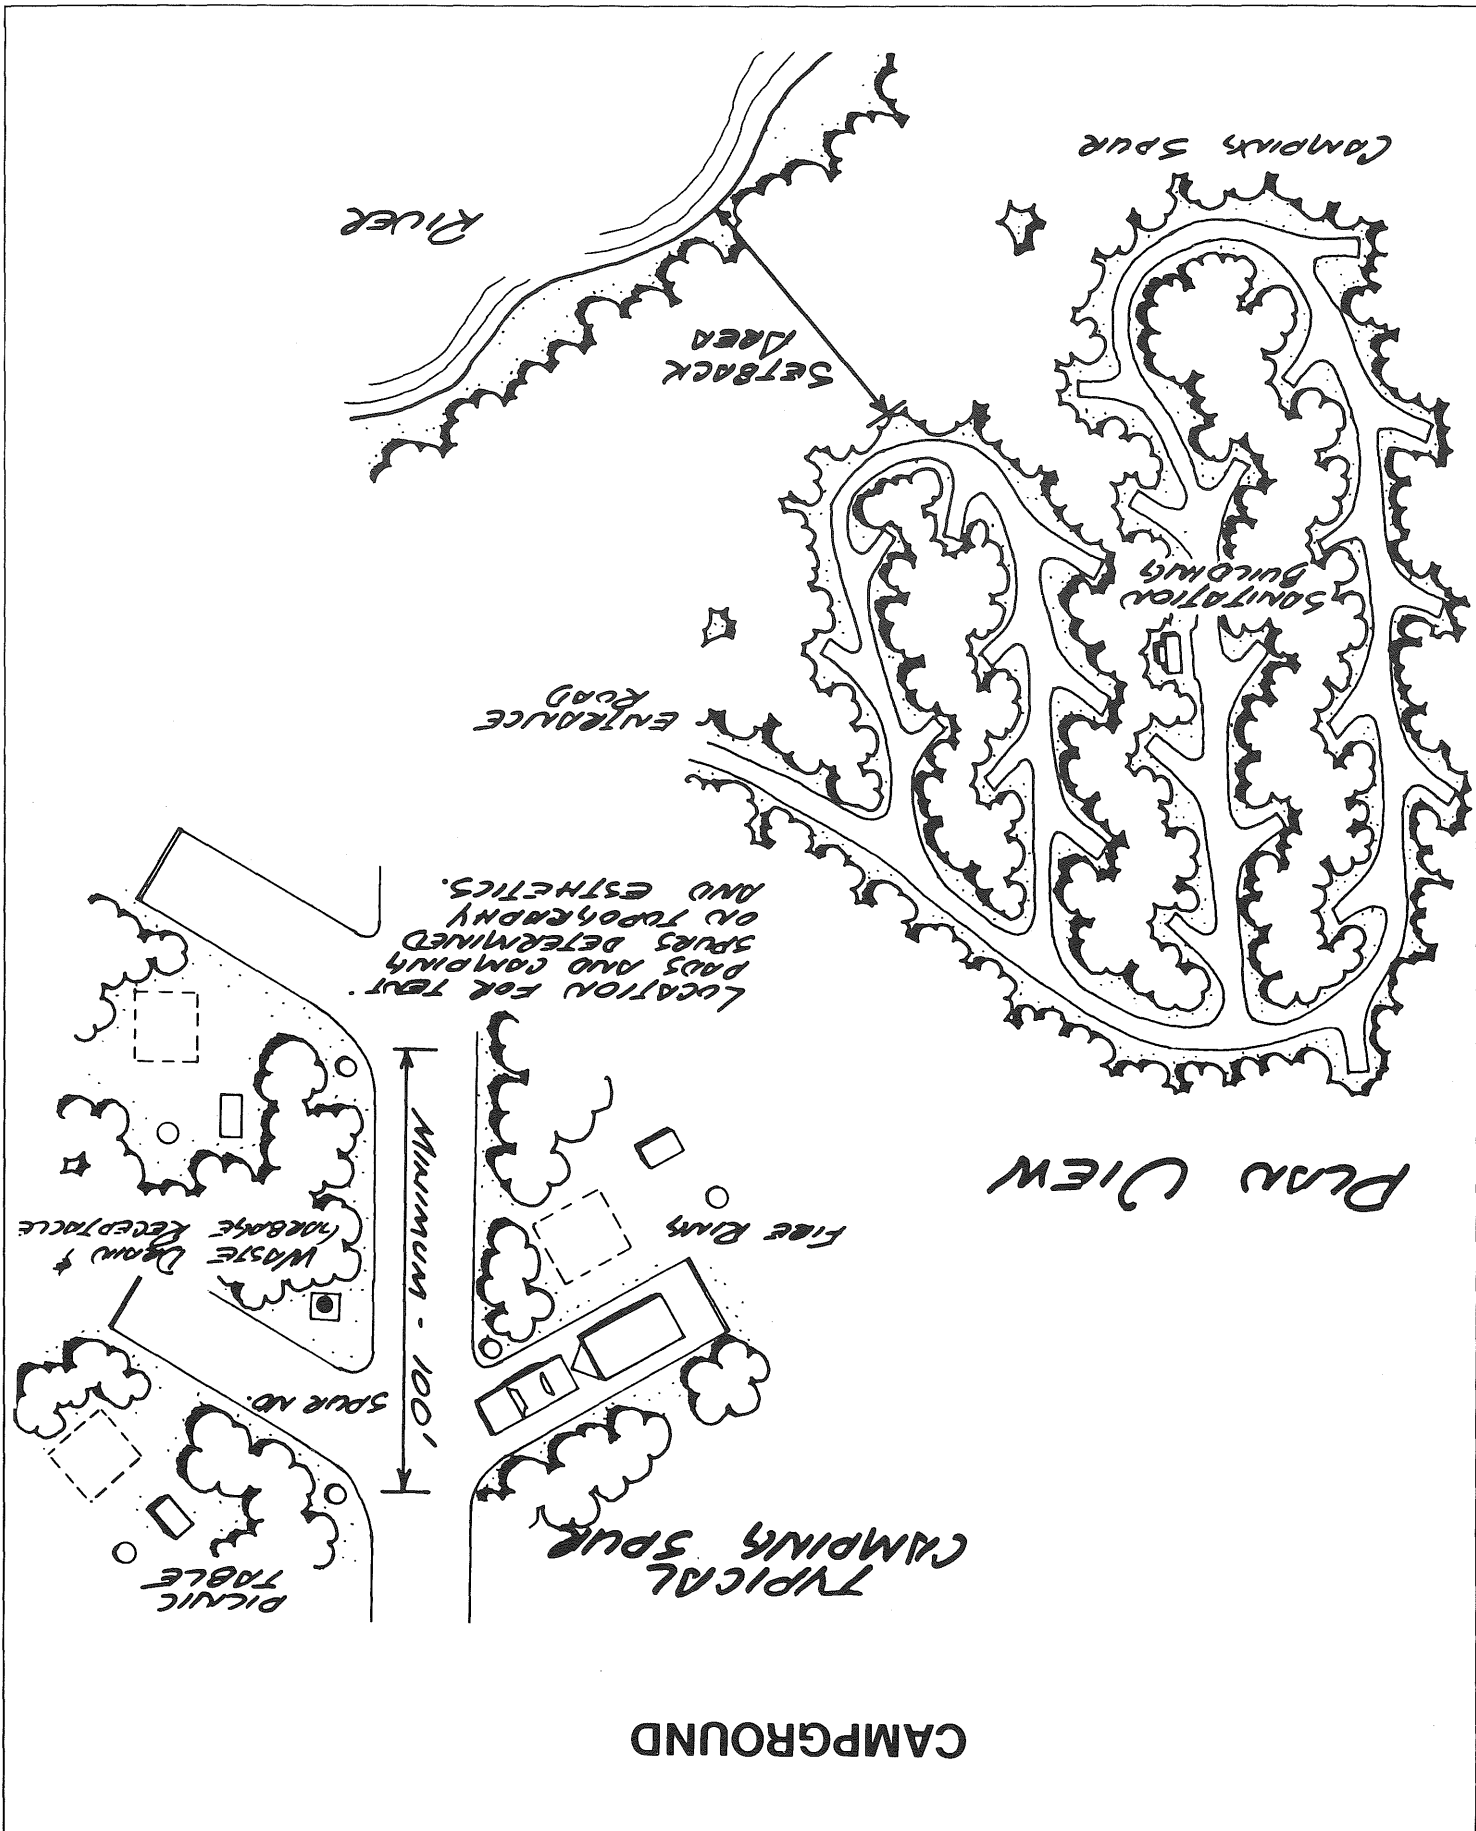 CAMPGROUND
TYPICAL
CAMPING SPUR
PICNIC
TABLE
SPUR NO.
MINIMUM - 100'
WASTE DRAIN &
GARBAGE RECEPTACLE
FIRE RING
LOCATION FOR TENT
PADS AND CAMPING
SPURS DETERMINED
ON TOPOGRAPHY
AND ESTHETICS.
PLAN VIEW
ENTRANCE
ROAD
SANITATION
BUILDING
SETBACK
AREA
RIVER
CAMPING SPUR